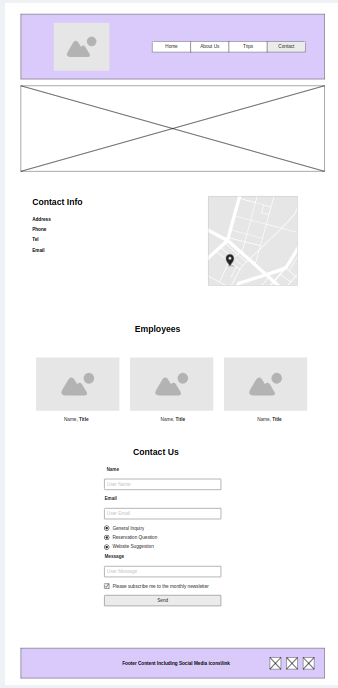 Home About Us Trips Contact
Contact Info
Address
Phone
Tel
Email
Employees
Name, Title Name, Title Name, Title
Contact Us
Name
User Name
Email
User Email
General Inquiry
Reservation Question
Website Suggestion
Message
User Message
Please subscribe me to the monthly newsletter
Send
Footer Content Including Social Media icons\link